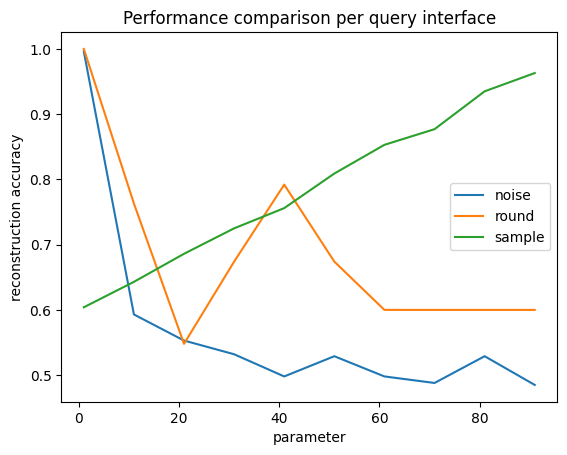 Performance comparison per query interface
reconstruction accuracy
1.0
0.9
0.8
0.7
0.6
0.5
noise
round
sample
0
20
40
60
80
parameter